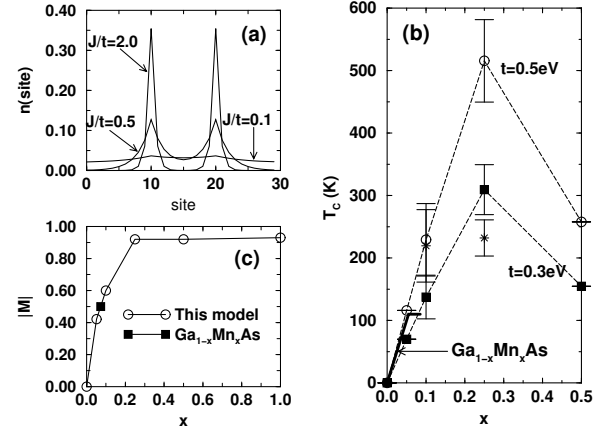 0.40
(a)
J/t=2.0
0.30
n(site)
0.20
J/t=0.5
J/t=0.1
0.10
0.00
0
10
20
30
site
1.00
(c)
0.80
0.60
|M|
0.40
This model
Ga1-xMnxAs
0.20
0.00
0.0
0.2
0.4
0.6
0.8
1.0
x
(b)
600
t=0.5eV
500
400
TC (K)
300
t=0.3eV
200
100
Ga1-xMnxAs
0
0.0
0.1
0.2
0.3
0.4
0.5
x